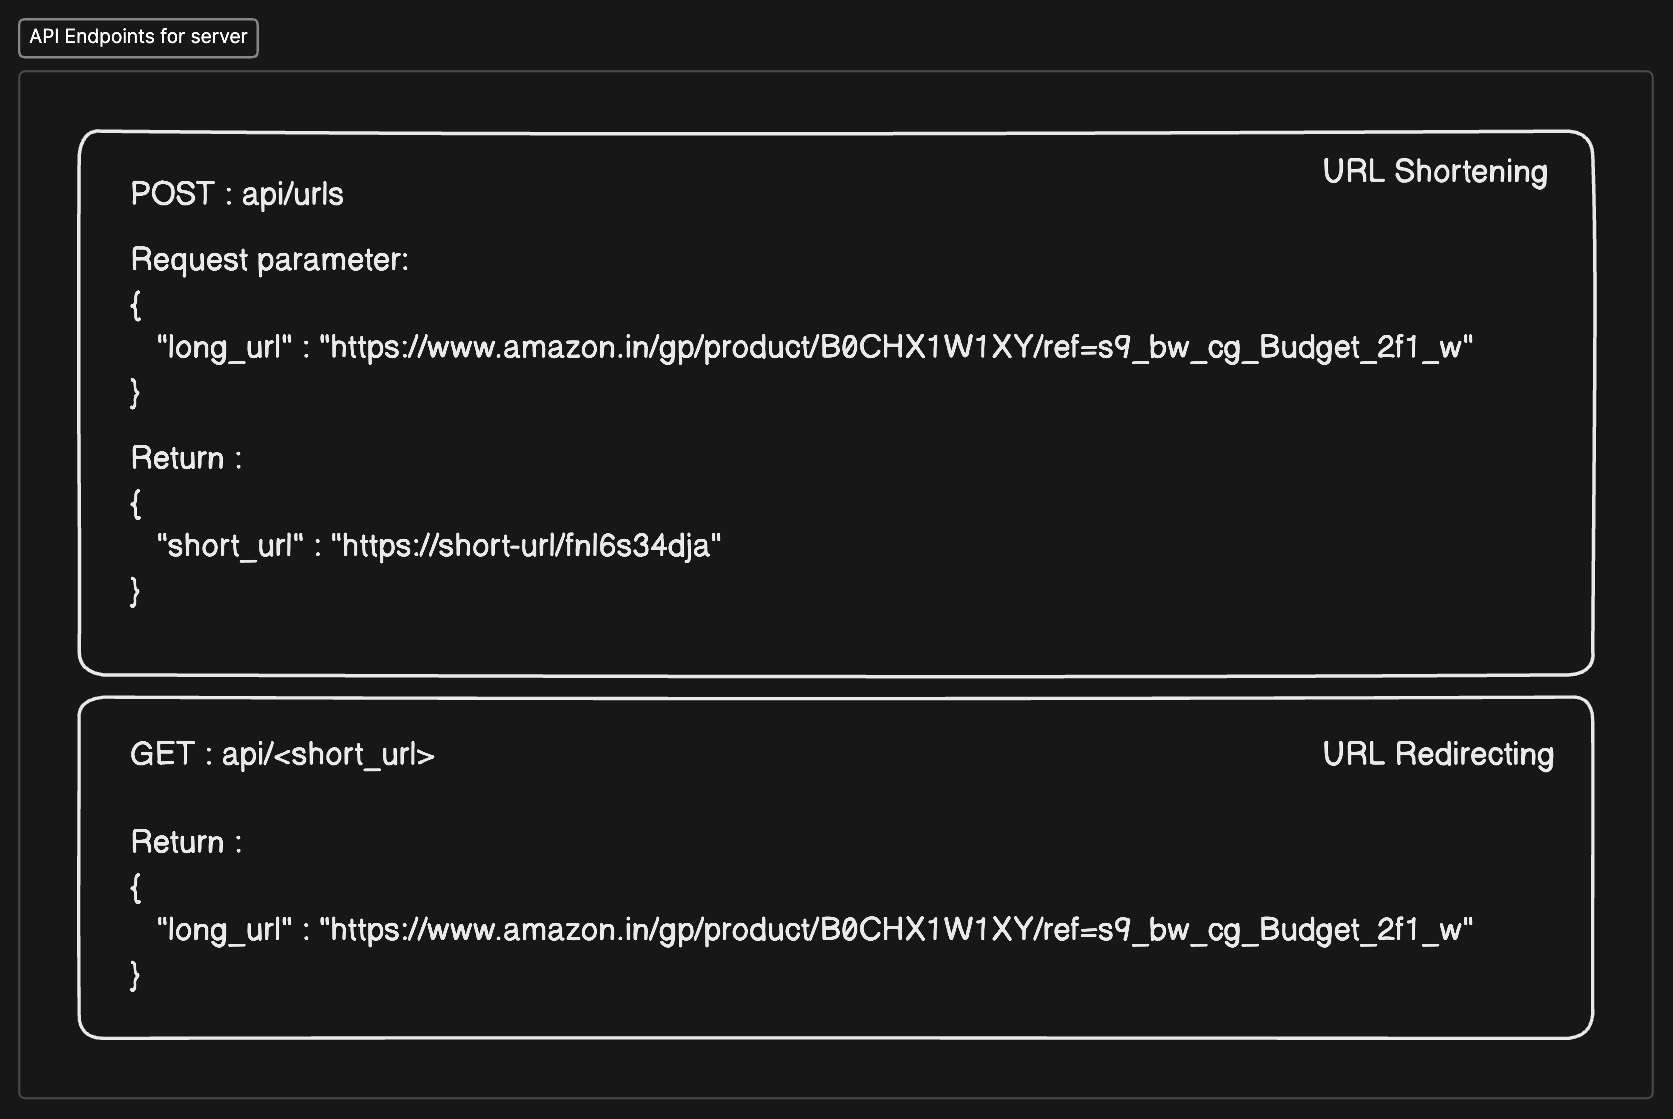 API Endpoints for server
URL Shortening
POST : api/urls
Request parameter:
{
"long_url" : "https://www.amazon.in/gp/product/B0CHX1W1XY/ref=s9_bw_cg_Budget_2f1_w"
}
Return :
{
"short_url" : "https://short-url/fnl6s34dja"
}
GET : api/<short_url>
URL Redirecting
Return :
{
"long_url" : "https://www.amazon.in/gp/product/B0CHX1W1XY/ref=s9_bw_cg_Budget_2f1_w"
}